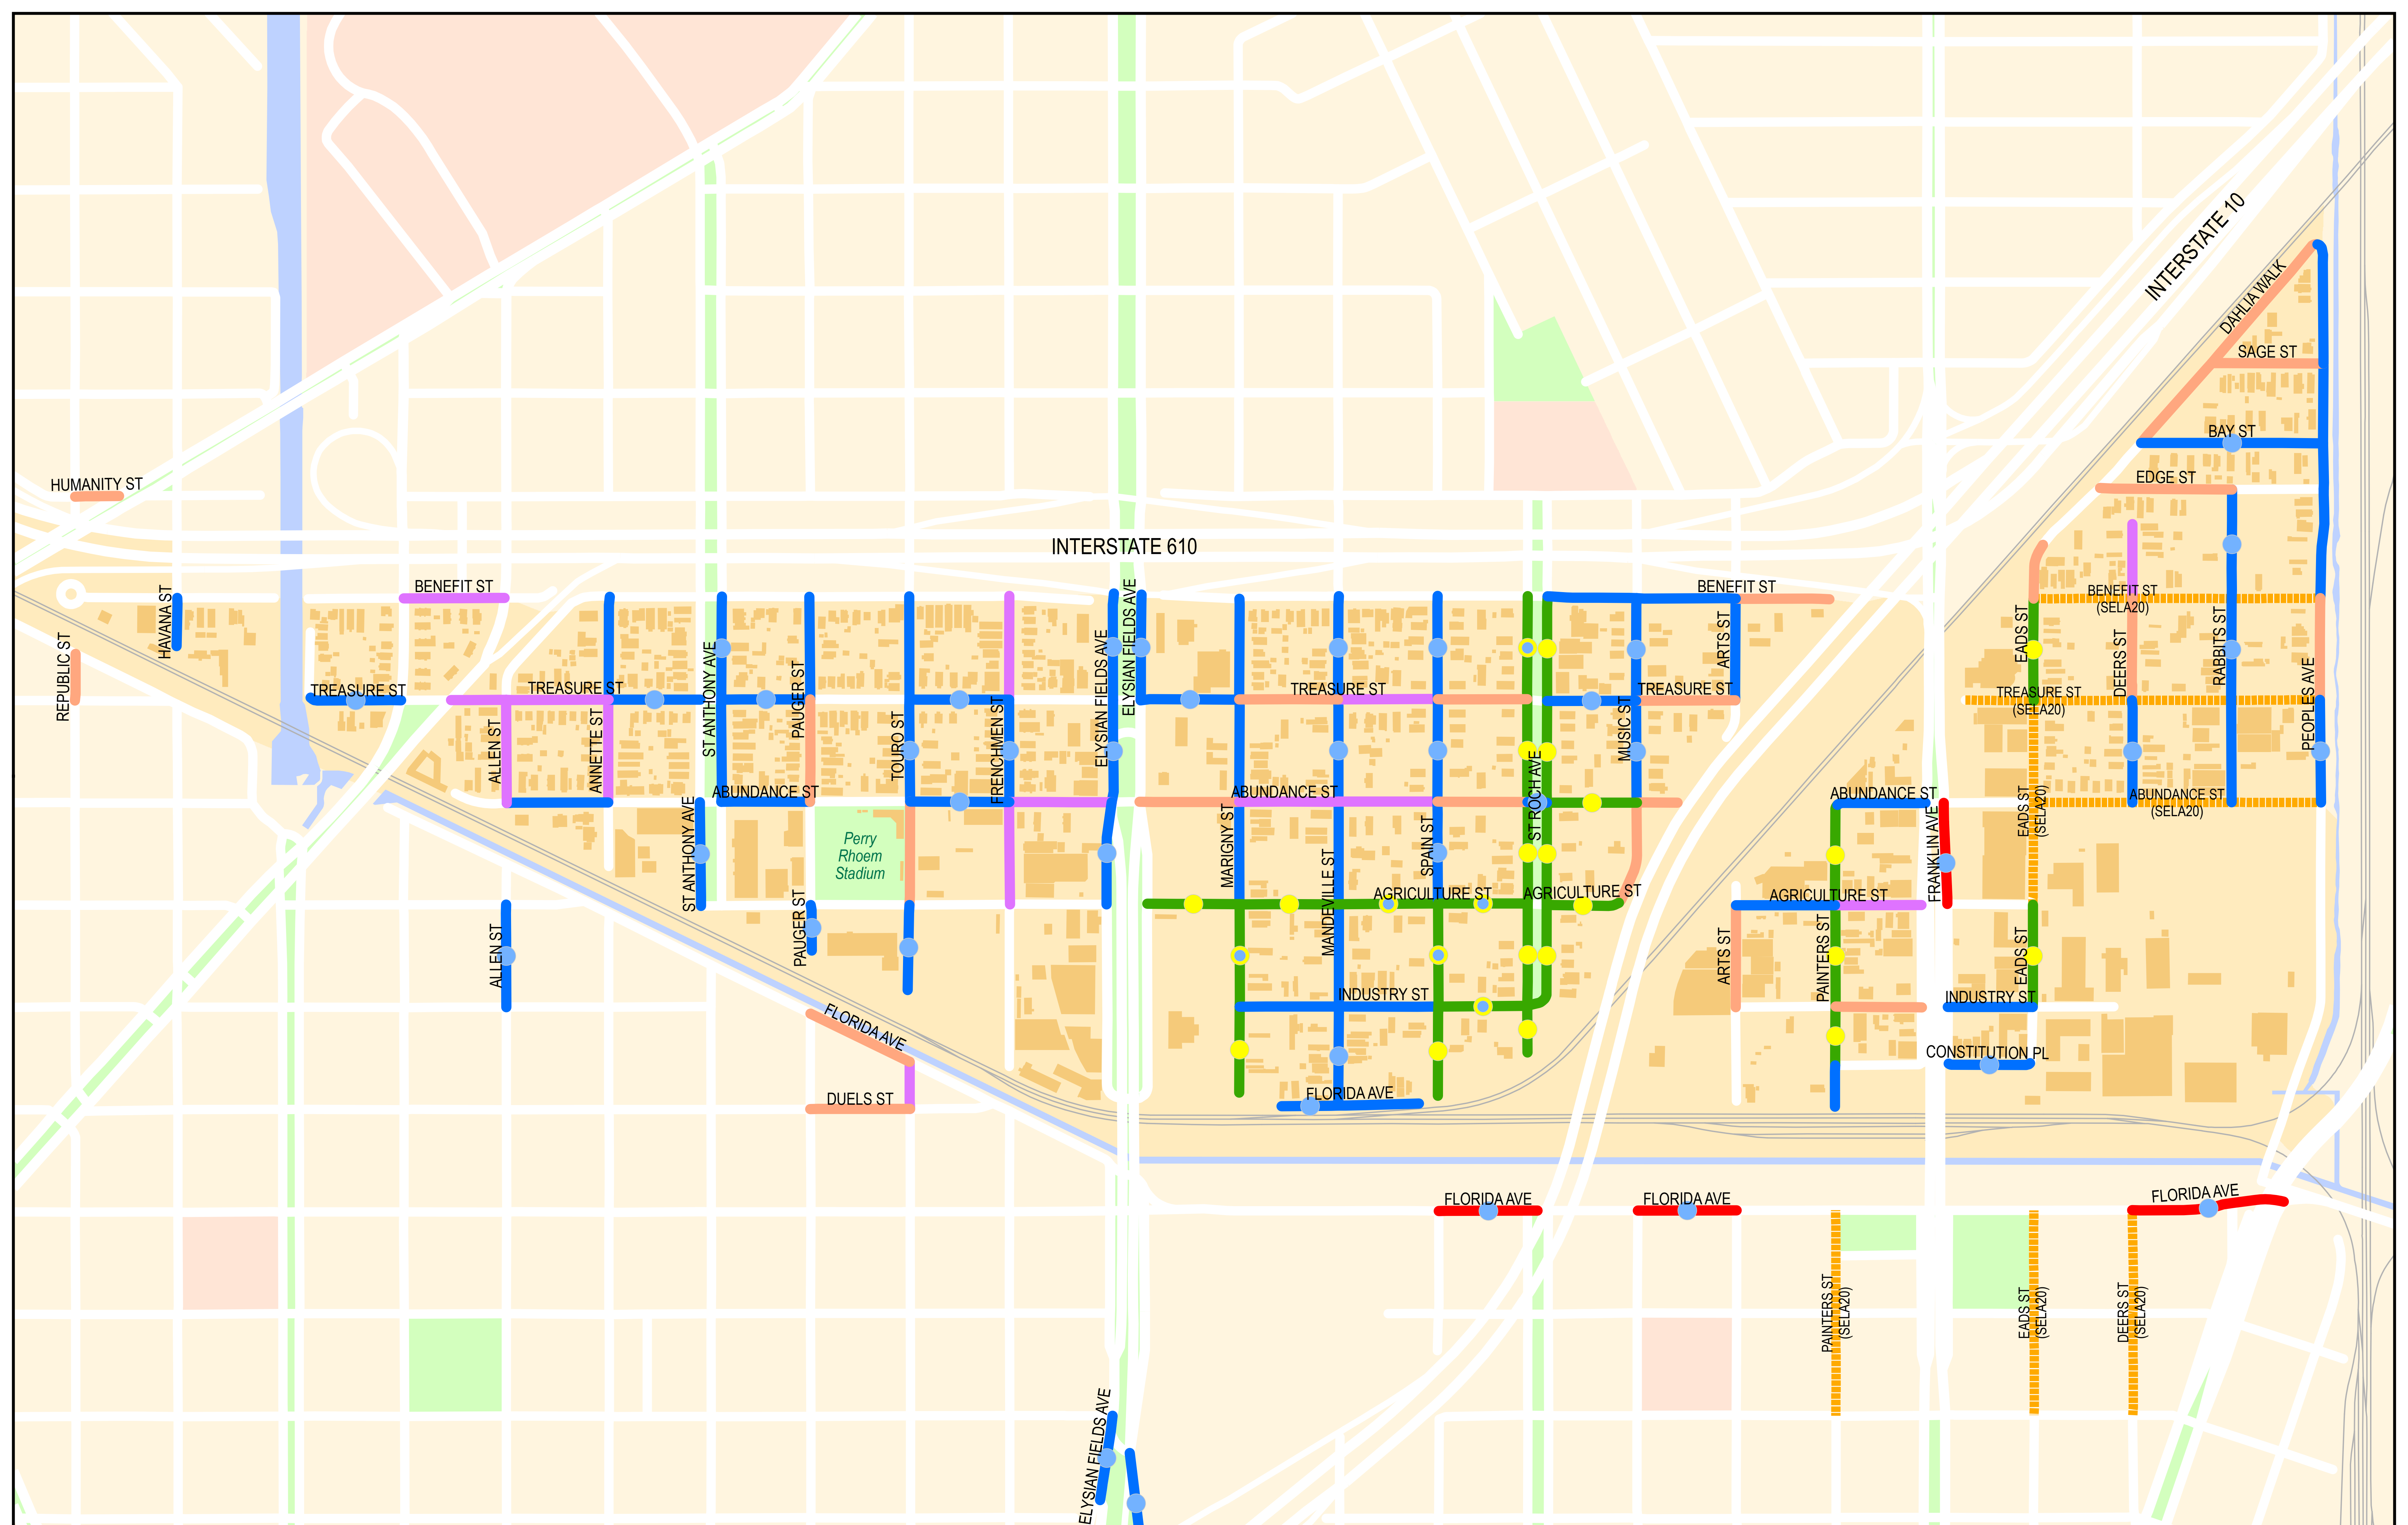 INTERSTATE 10
DAHLIA WALK
SAGE ST
BAY ST
EDGE ST
HUMANITY ST
INTERSTATE 610
BENEFIT ST
BENEFIT ST
BENEFIT ST
(SELA20)
HAVANA ST
REPUBLIC ST
TREASURE ST
TREASURE ST
ST ANTHONY AVE
PAUGER ST
ELYSIAN FIELDS AVE
ELYSIAN FIELDS AVE
TREASURE ST
ARTS ST
TREASURE ST
EADS ST
TREASURE ST
(SELA20)
DEERS ST
RABBITS ST
PEOPLES AVE
ALLEN ST
ANNETTE ST
TOURO ST
FRENCHMEN ST
MUSIC ST
ST ROCH AVE
ABUNDANCE ST
ABUNDANCE ST
ABUNDANCE ST
ABUNDANCE ST
(SELA20)
EADS ST
(SELA20)
ST ANTHONY AVE
Perry
Rhoem
Stadium
MARIGNY ST
MANDEVILLE ST
SPAIN ST
FRANKLIN AVE
AGRICULTURE ST
AGRICULTURE ST
AGRICULTURE ST
ALLEN ST
PAUGER ST
ARTS ST
PAINTERS ST
EADS ST
INDUSTRY ST
INDUSTRY ST
FLORIDA AVE
CONSTITUTION PL
DUELS ST
FLORIDA AVE
FLORIDA AVE
FLORIDA AVE
FLORIDA AVE
PAINTERS ST
(SELA20)
EADS ST
(SELA20)
DEERS ST
(SELA20)
ELYSIAN FIELDS AVE